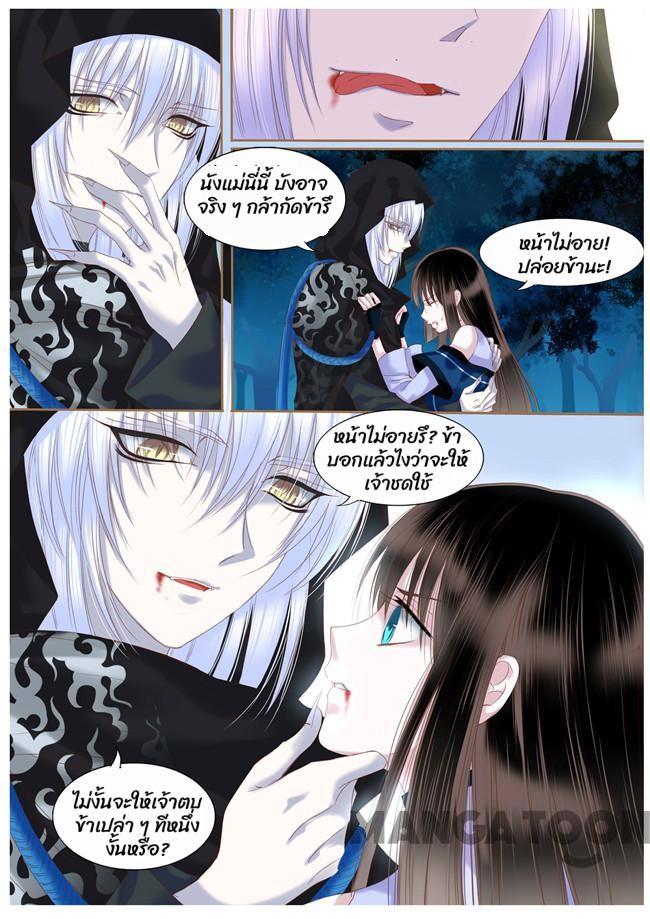 นังแม่นี่นี้ บังอาจ
จริง ๆ กล้ากัดข้ารึ
หน้าไม่อาย!
ปล่อยข้านะ!
หน้าไม่อายรึ? ข้า
บอกแล้วไงว่าจะให้
เจ้าชดใช้
ไม่งั้นจะให้เจ้าตบ
ข้าเปล่า ๆ ทีหนึ่ง
งั้นหรือ?
MANGATOON